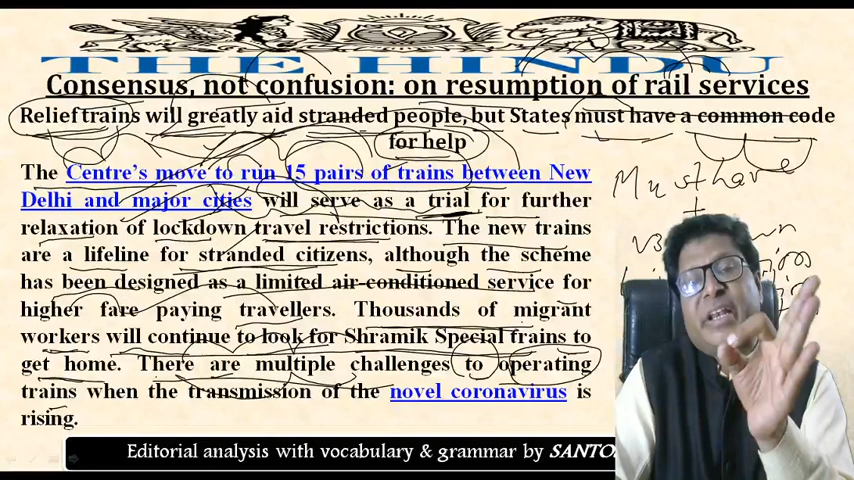 THE HINDU
Consensus, not confusion: on resumption of rail services
Relief trains will greatly aid stranded people, but States must have a common code
for help
The Centre's move to run 15 pairs of trains between New
Delhi and major cities will serve as a trial for further
relaxation of lockdown travel restrictions. The new trains
are a lifeline for stranded citizens, although the scheme
has been designed as a limited air-conditioned service for
higher fare paying travellers. Thousands of migrant
workers will continue to look for Shramik Special trains to
get home. There are multiple challenges to operating
trains when the transmission of the novel coronavirus is
rising.
Must have
+
Editorial analysis with vocabulary & grammar by SANTO